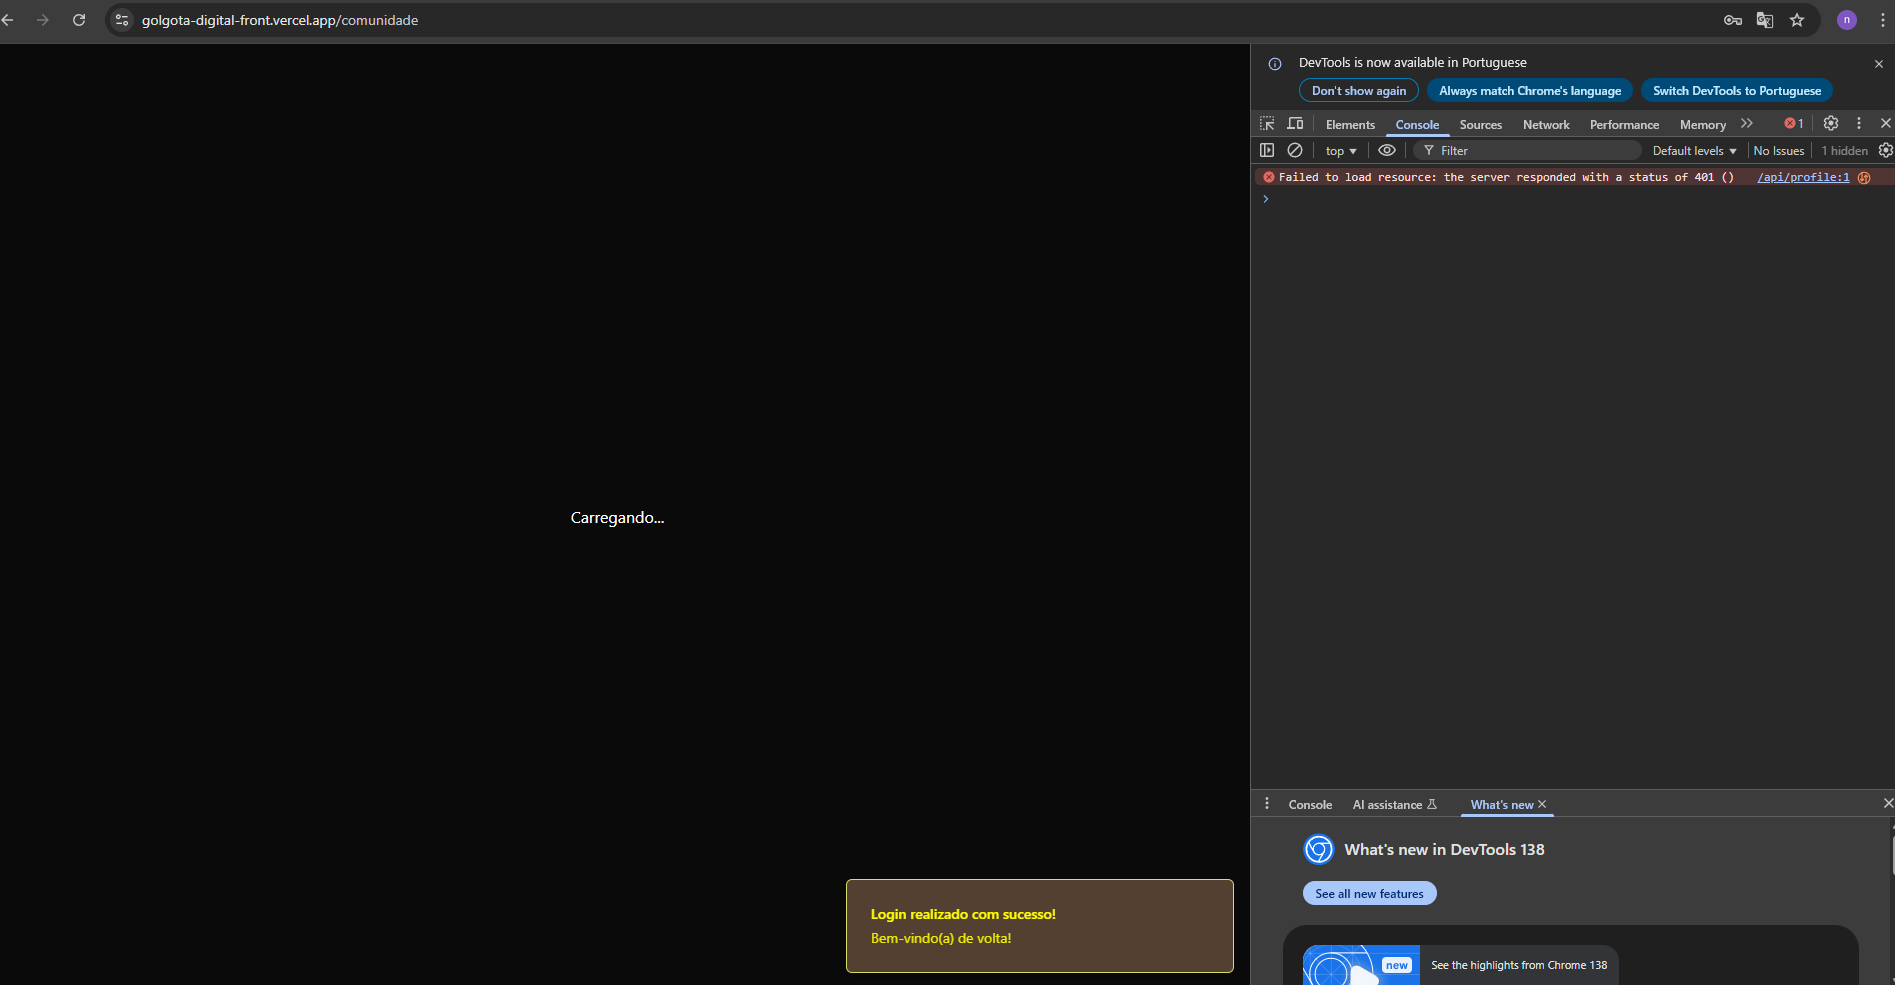 golgota-digital-front.vercel.app/comunidade
n
DevTools is now available in Portuguese
Don't show again
Always match Chrome's language
Switch DevTools to Portuguese
Elements
Console
Sources
Network
Performance
Memory
1
top
Filter
Default levels
No Issues
1 hidden
Failed to load resource: the server responded with a status of 401 ()
/api/profile:1
Carregando...
Login realizado com sucesso!
Bem-vindo(a) de volta!
Console
AI assistance
What's new
What's new in DevTools 138
See all new features
new
See the highlights from Chrome 138